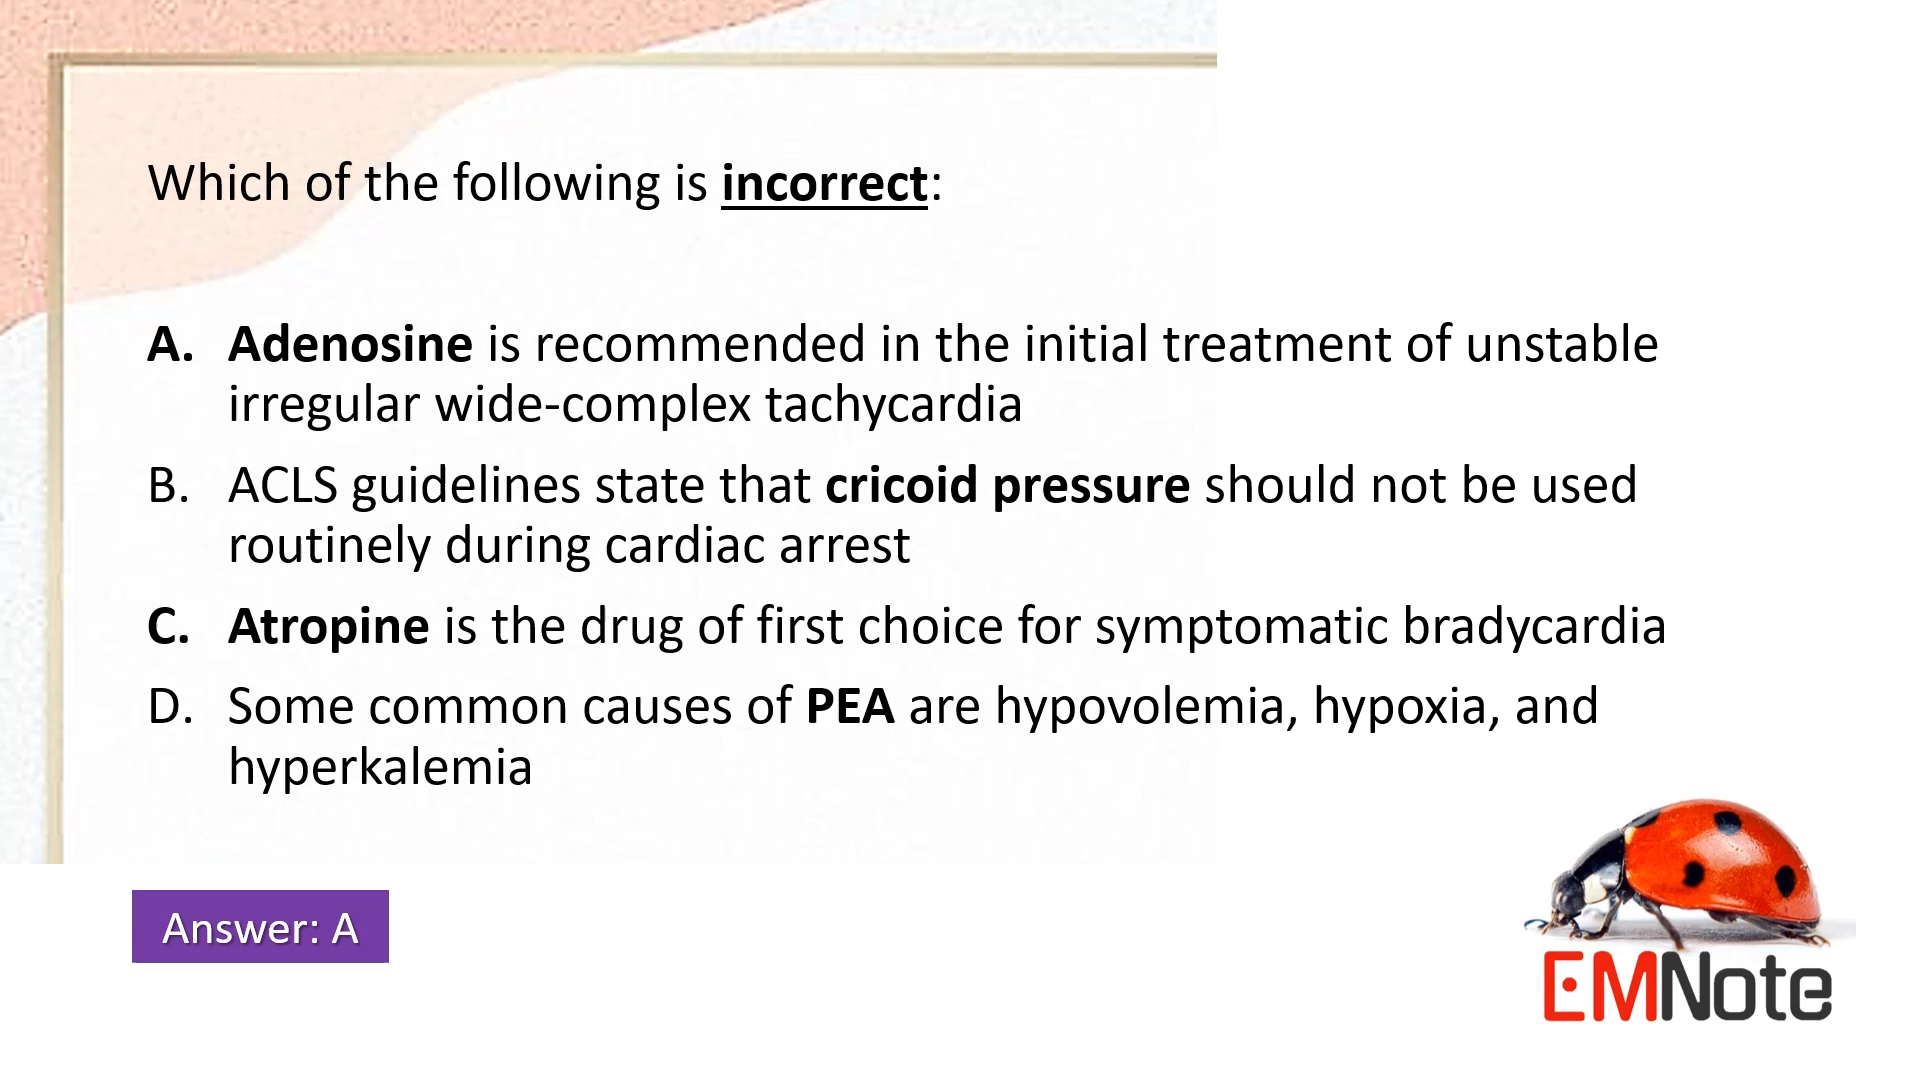 Which of the following is incorrect:
A. Adenosine is recommended in the initial treatment of unstable
irregular wide-complex tachycardia
B. ACLS guidelines state that cricoid pressure should not be used
routinely during cardiac arrest
C. Atropine is the drug of first choice for symptomatic bradycardia
D. Some common causes of PEA are hypovolemia, hypoxia, and
hyperkalemia
Answer: A
EMNote